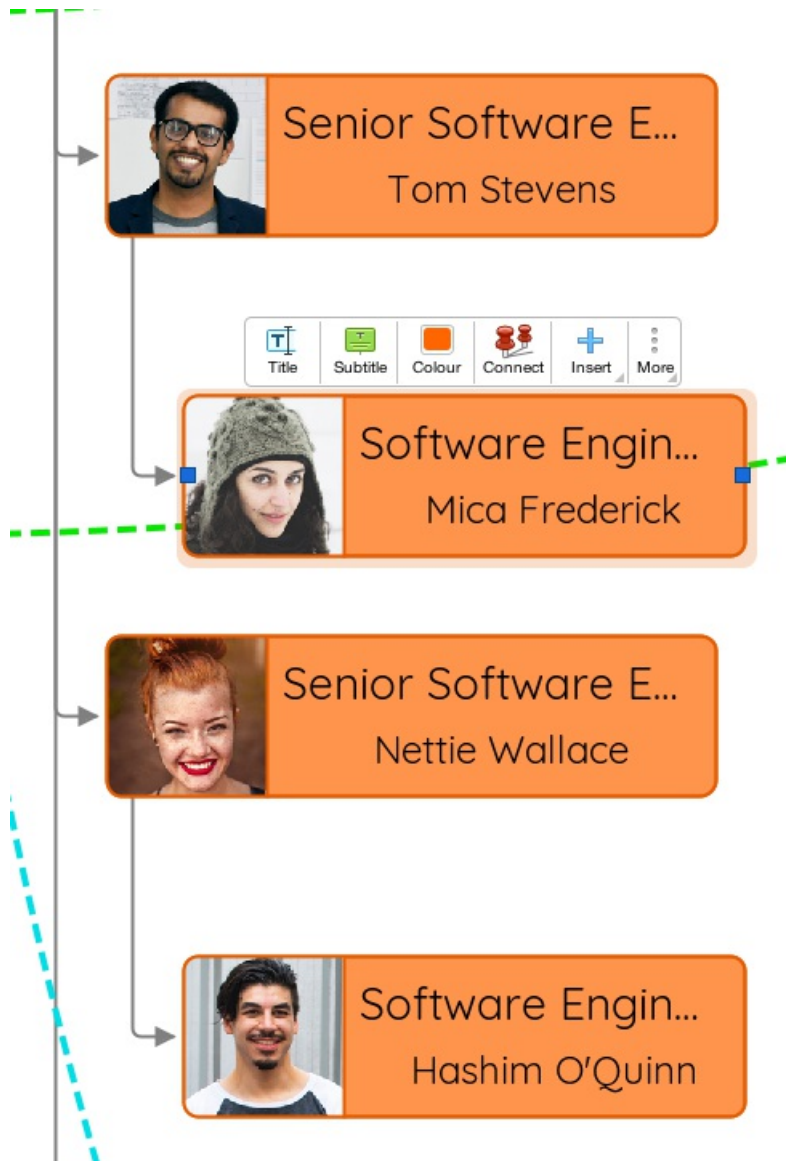 Senior Software E...
Tom Stevens
Title
Subtitle
Colour
Connect
Insert
More
Software Engin...
Mica Frederick
Senior Software E...
Nettie Wallace
Software Engin...
Hashim O'Quinn